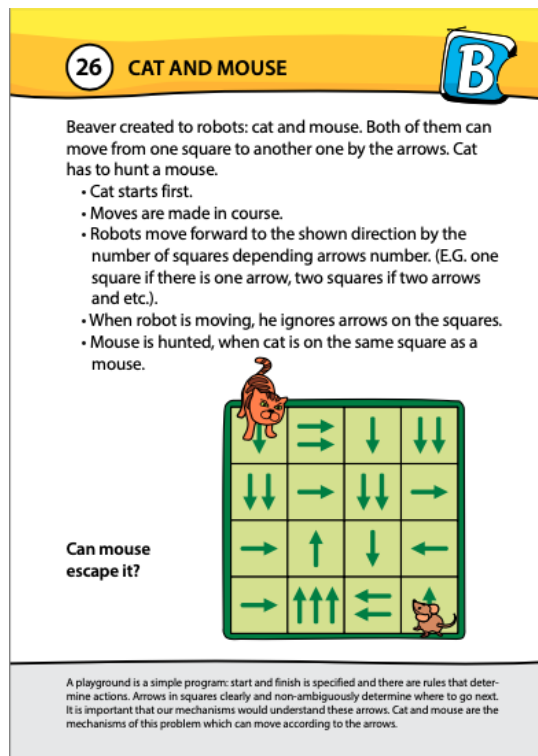 26 CAT AND MOUSE
B
Beaver created to robots: cat and mouse. Both of them can
move from one square to another one by the arrows. Cat
has to hunt a mouse.
• Cat starts first.
• Moves are made in course.
• Robots move forward to the shown direction by the
number of squares depending arrows number. (E.G. one
square if there is one arrow, two squares if two arrows
and etc.).
• When robot is moving, he ignores arrows on the squares.
• Mouse is hunted, when cat is on the same square as a
mouse.
Can mouse
escape it?
A playground is a simple program: start and finish is specified and there are rules that deter-
mine actions. Arrows in squares clearly and non-ambiguously determine where to go next.
It is important that our mechanisms would understand these arrows. Cat and mouse are the
mechanisms of this problem which can move according to the arrows.